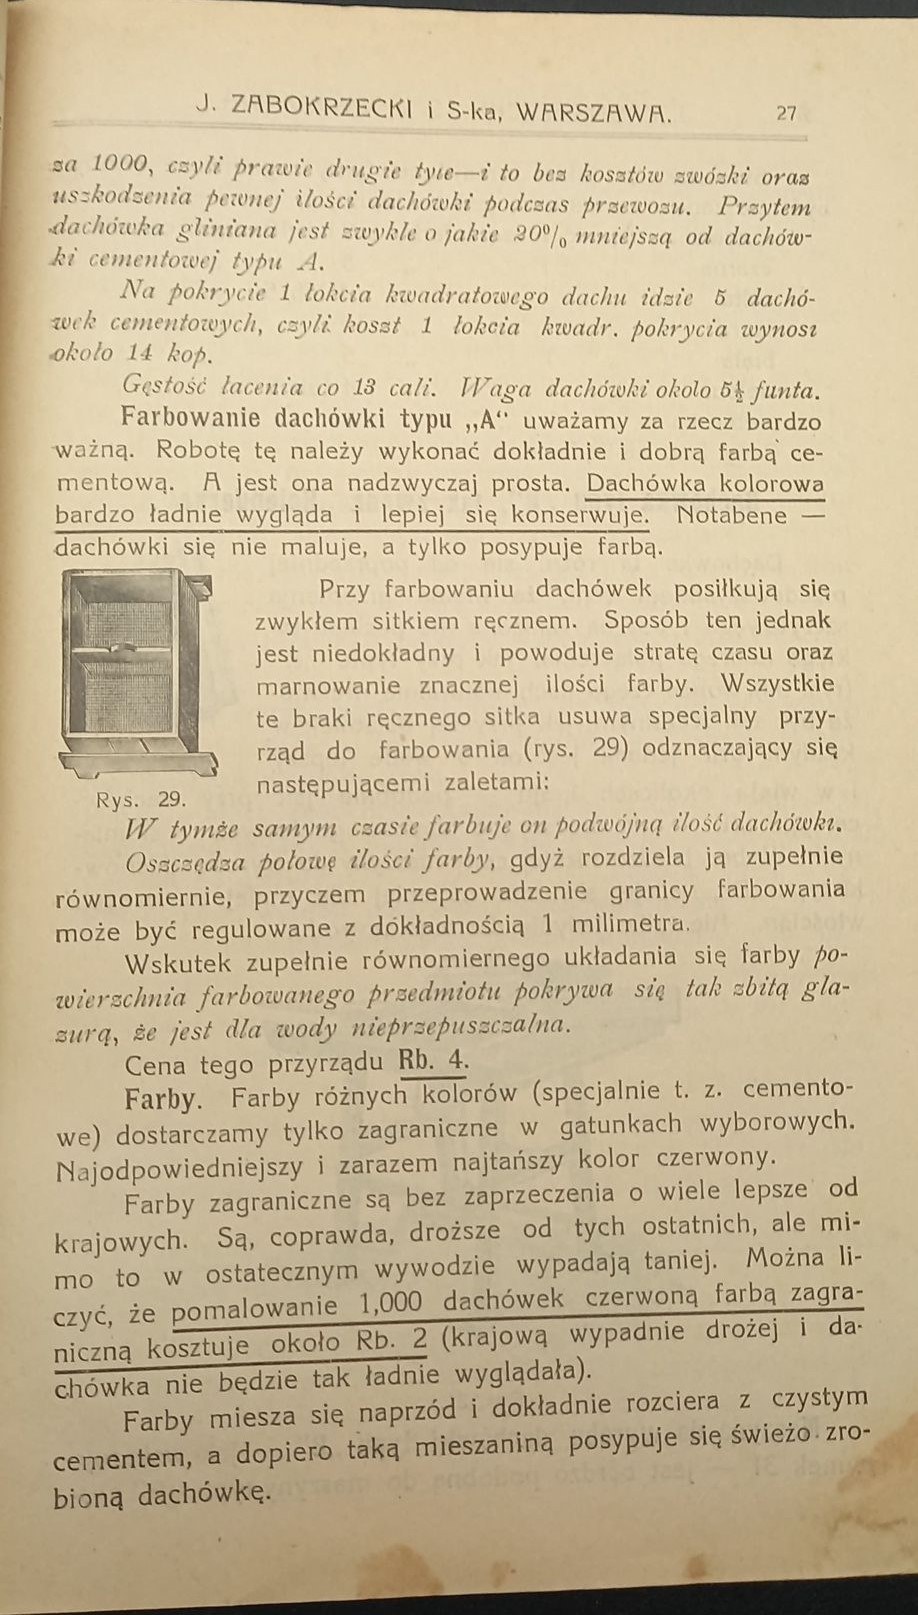 J. ZABOKRZECKI i S-ka, WARSZAWA. 27
za 1000, czyli prawie drugie tyle—i to bez kosztów zwózki oraz
uszkodzenia pewnej ilości dachówki podczas przewozu. Przytem
dachówka gliniana jest zwykle o jakie 20% mniejszą od dachów-
ki cementowej typu A.
Na pokrycie 1 łokcia kwadratowego dachu idzie 5 dachó-
wek cementowych, czyli koszt 1 łokcia kwadr. pokrycia wynosi
około 14 kop.
Gęstość łacenia co 13 cali. Waga dachówki około 5½ funta.
Farbowanie dachówki typu „A“ uważamy za rzecz bardzo
ważną. Robotę tę należy wykonać dokładnie i dobrą farbą ce-
mentową. A jest ona nadzwyczaj prosta. Dachówka kolorowa
bardzo ładnie wygląda i lepiej się konserwuje. Notabene —
dachówki się nie maluje, a tylko posypuje farbą.
Przy farbowaniu dachówek posiłkują się
zwykłem sitkiem ręcznem. Sposób ten jednak
jest niedokładny i powoduje stratę czasu oraz
marnowanie znacznej ilości farby. Wszystkie
te braki ręcznego sitka usuwa specjalny przy-
rząd do farbowania (rys. 29) odznaczający się
następującemi zaletami:
Rys. 29.
W tymże samym czasie farbuje on podwójną ilość dachówki.
Oszczędza połowę ilości farby, gdyż rozdziela ją zupełnie
równomiernie, przyczem przeprowadzenie granicy farbowania
może być regulowane z dokładnością 1 milimetra.
Wskutek zupełnie równomiernego układania się farby po-
wierzchnia farbowanego przedmiotu pokrywa się tak zbitą gla-
zurą, że jest dla wody nieprzepuszczalna.
Cena tego przyrządu Rb. 4.
Farby. Farby różnych kolorów (specjalnie t. z. cemento-
we) dostarczamy tylko zagraniczne w gatunkach wyborowych.
Najodpowiedniejszy i zarazem najtańszy kolor czerwony.
Farby zagraniczne są bez zaprzeczenia o wiele lepsze od
krajowych. Są, coprawda, droższe od tych ostatnich, ale mi-
mo to w ostatecznym wywodzie wypadają taniej. Można li-
czyć, że pomalowanie 1,000 dachówek czerwoną farbą zagra-
niczną kosztuje około Rb. 2 (krajową wypadnie drożej i da-
chówka nie będzie tak ładnie wyglądała).
Farby miesza się naprzód i dokładnie rozciera z czystym
cementem, a dopiero taką mieszaniną posypuje się świeżo zro-
bioną dachówkę.